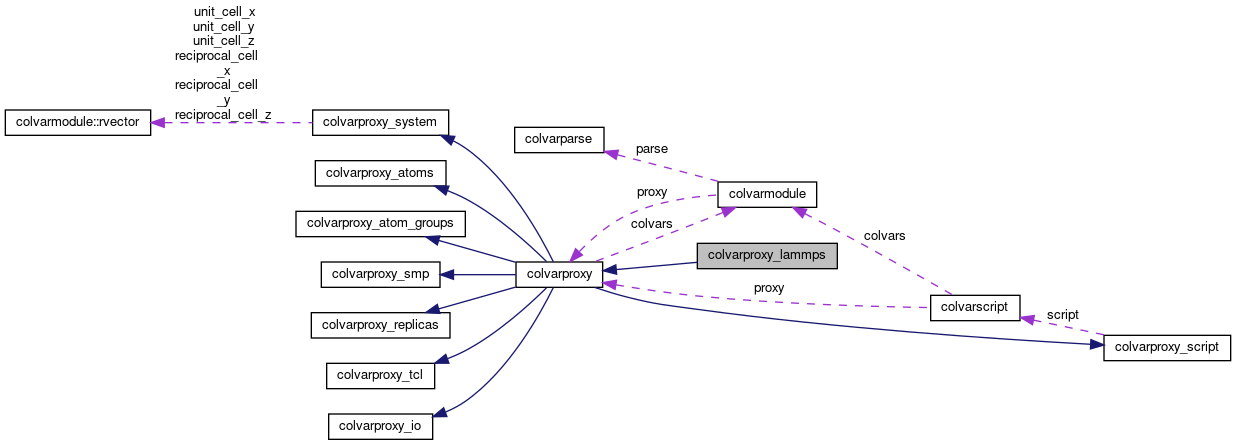 unit_cell_x
unit_cell_y
unit_cell_z
reciprocal_cell
_x
reciprocal_cell
_y
reciprocal_cell_z
colvarmodule::rvector
colvarproxy_system
colvarparse
parse
colvarproxy_atoms
proxy
colvarmodule
colvarproxy_atom_groups
colvars
colvars
colvarproxy_lammps
colvarproxy_smp
colvarproxy
proxy
colvarscript
script
colvarproxy_replicas
colvarproxy_script
colvarproxy_tcl
colvarproxy_io